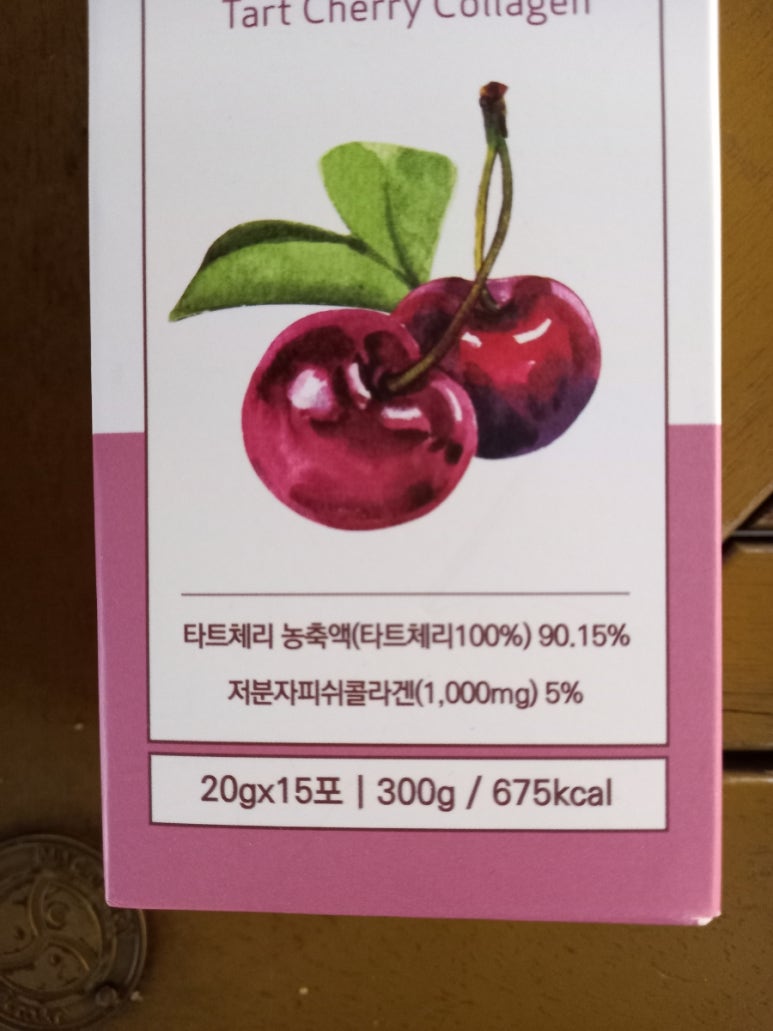 Tart Cherry Collagen
타트체리 농축액(타트체리100%) 90.15%
저분자피쉬콜라겐(1,000mg) 5%
20gx15포 | 300g / 675kcal